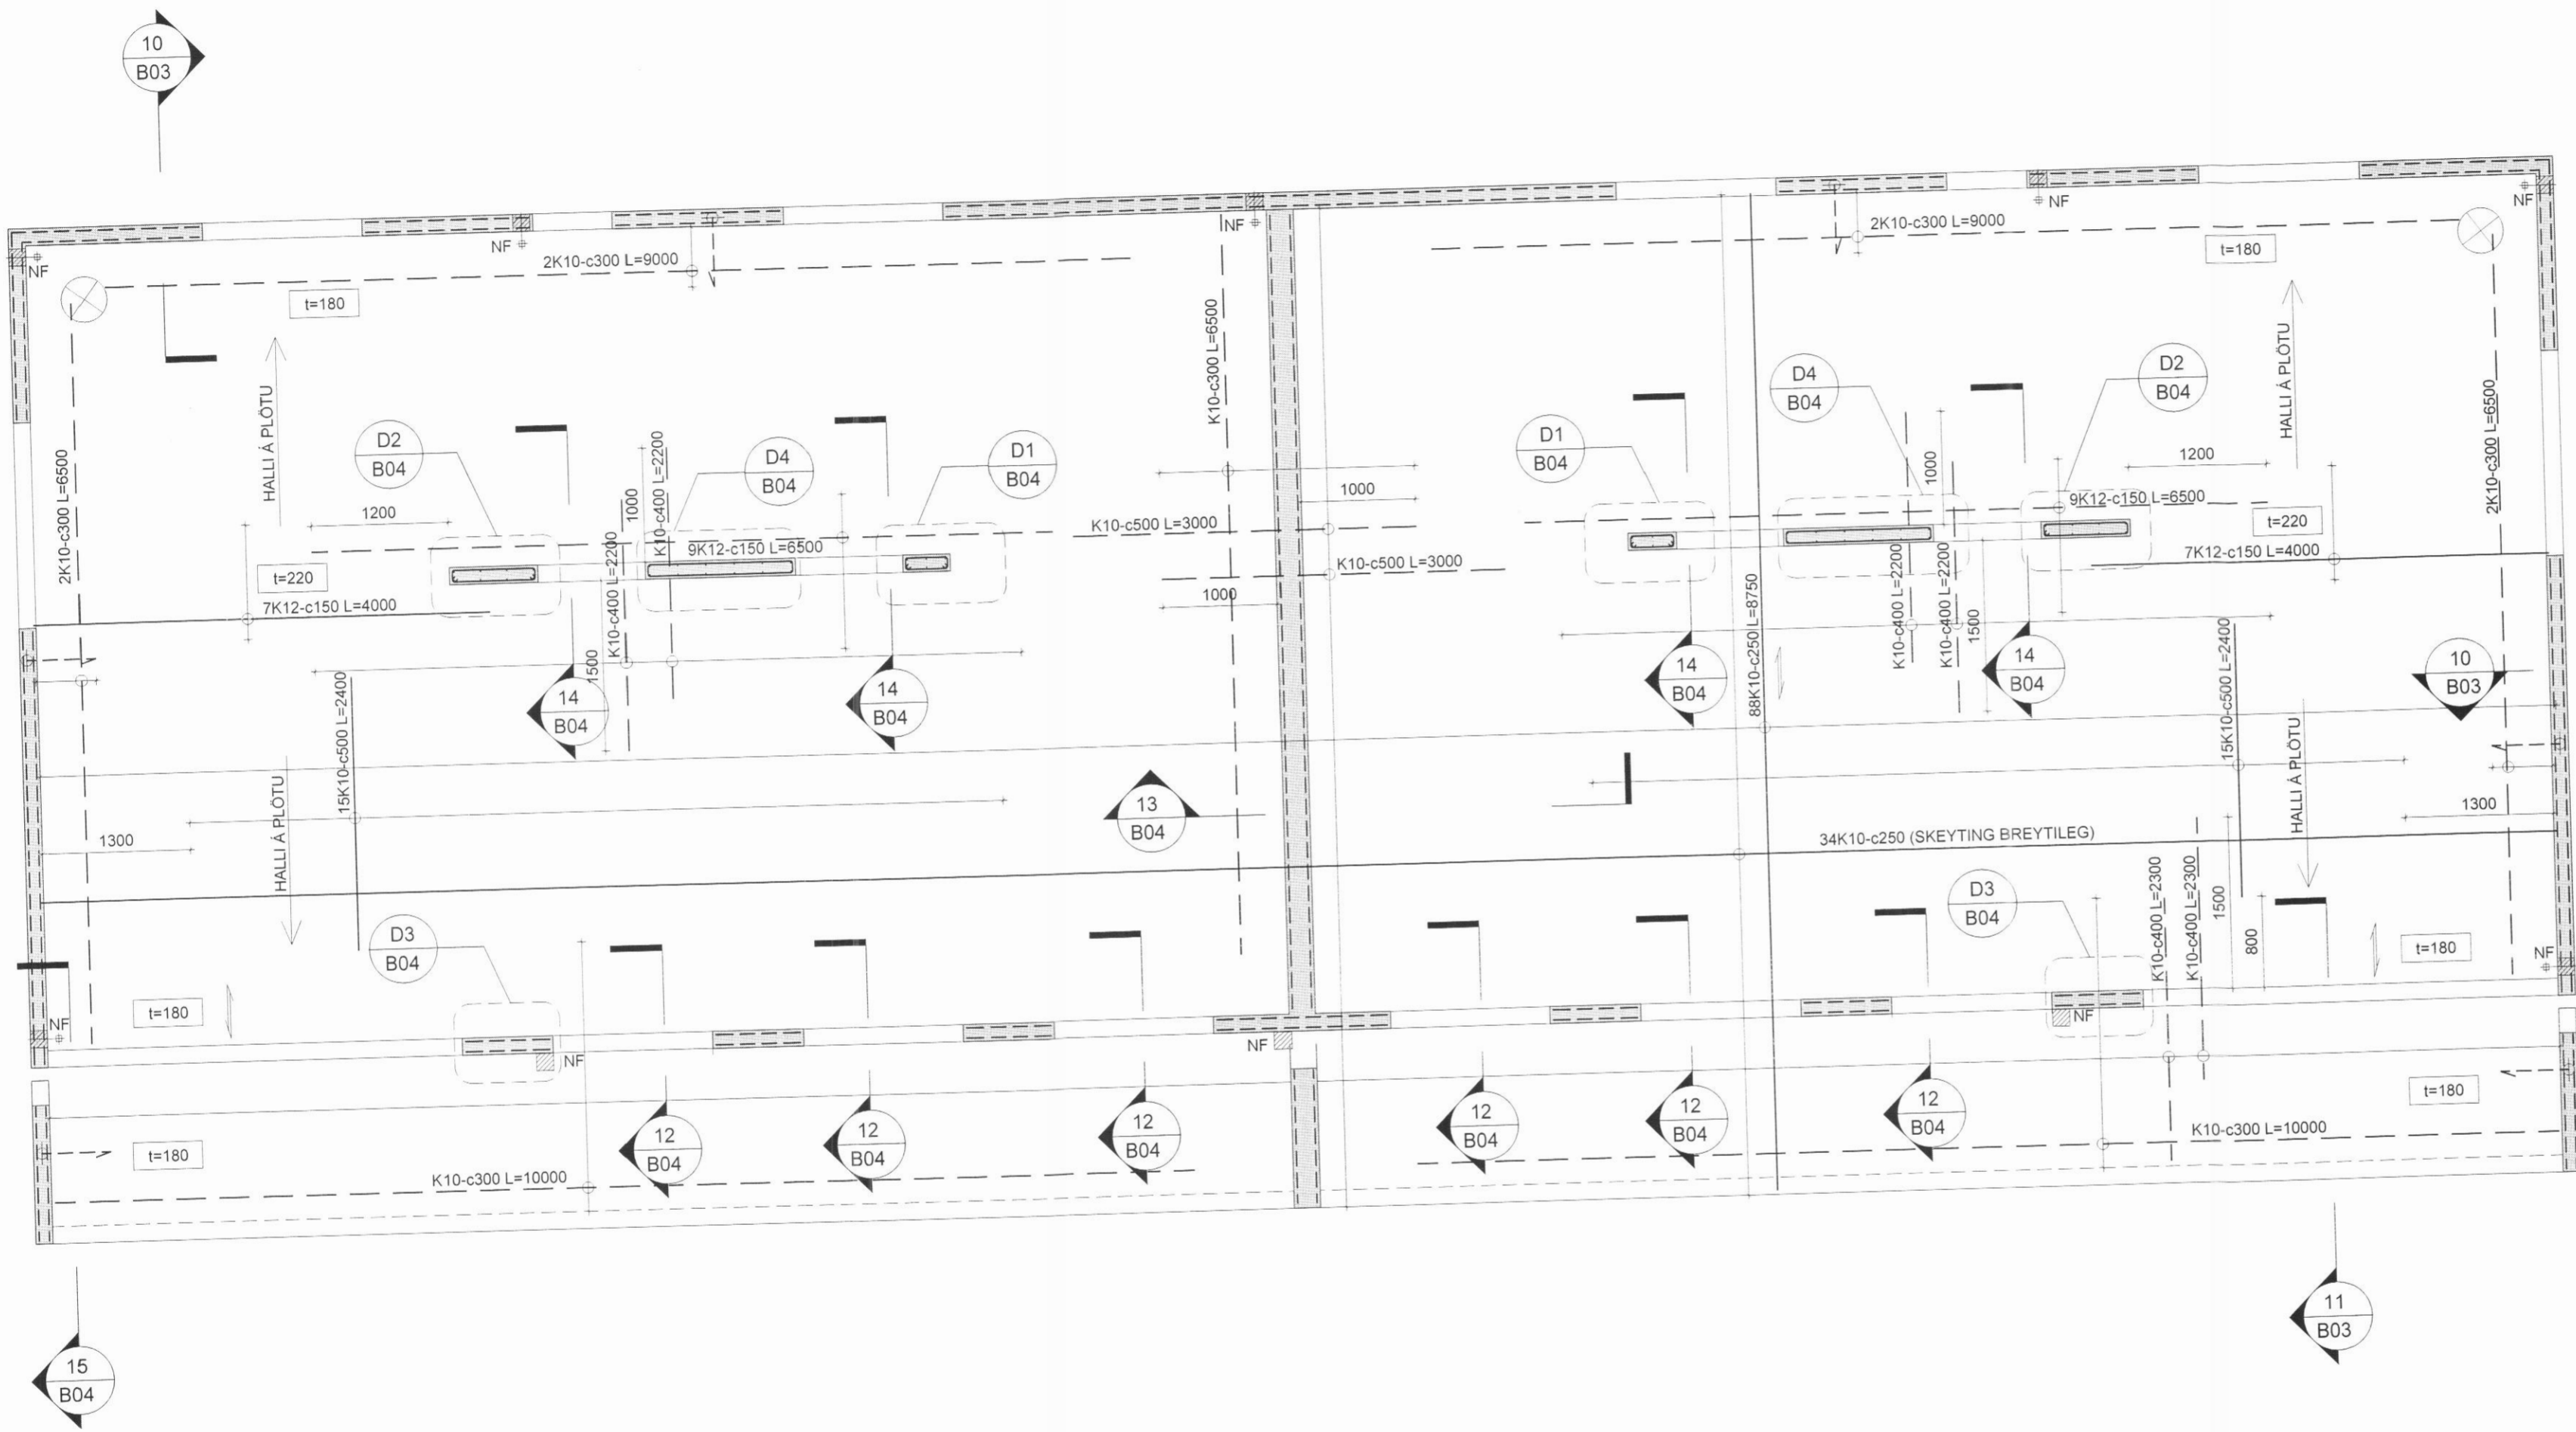 10
B03
NF
NF
NF
NF
NF
2K10-c300 L=9000
2K10-c300 L=9000
t=180
t=180
2K10-c300 L=6500
HALLI Á PLÖTU
K10-c300 L=6500
HALLI Á PLÖTU
2K10-c300 L=6500
D2
B04
D4
B04
D1
B04
D1
B04
D4
B04
D2
B04
1200
1000
K10-c400 L=2200
K10-c400 L=2200
9K12-c150 L=6500
K10-c500 L=3000
1000
K10-c500 L=3000
1000
1000
1200
9K12-c150 L=6500
t=220
t=220
7K12-c150 L=4000
7K12-c150 L=4000
1500
K10-c400 L=2200
K10-c400 L=2200
1500
88K10-c250 L=8750
14
B04
14
B04
14
B04
14
B04
10
B03
15K10-c500 L=2400
15K10-c500 L=2400
HALLI Á PLÖTU
HALLI Á PLÖTU
13
B04
1300
1300
34K10-c250 (SKEYTING BREYTILEG)
D3
B04
D3
B04
K10-c400 L=2300
K10-c400 L=2300
1500
800
t=180
t=180
NF
NF
NF
NF
NF
t=180
t=180
12
B04
12
B04
12
B04
12
B04
12
B04
12
B04
K10-c300 L=10000
K10-c300 L=10000
15
B04
11
B03